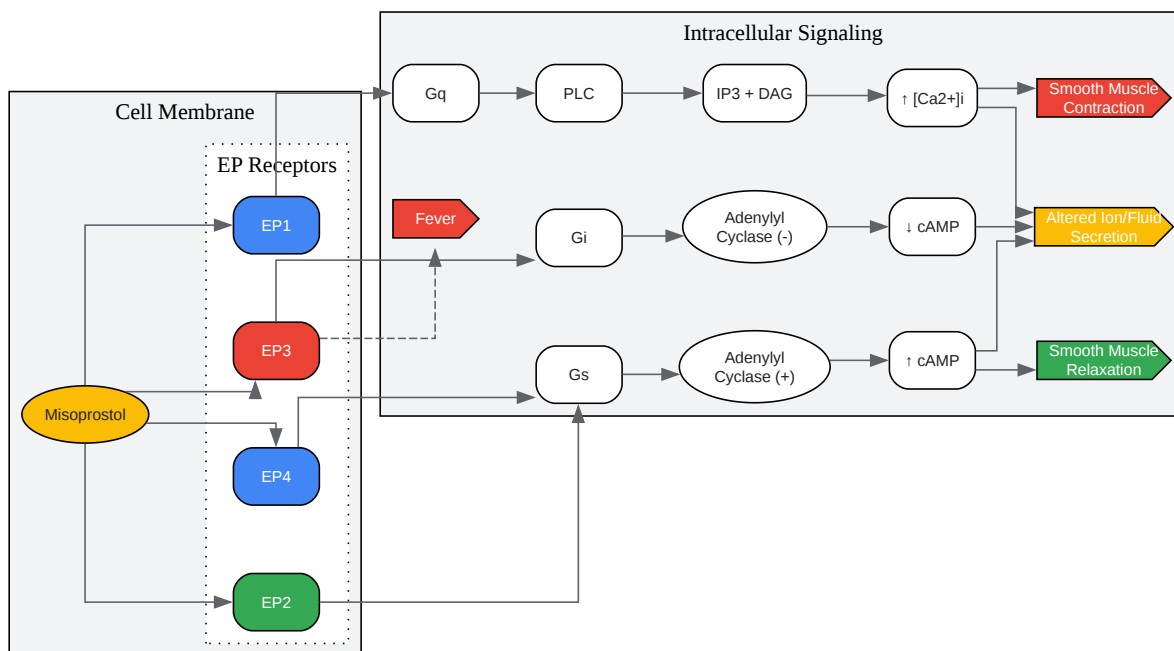 Intracellular Signaling
Gq
PLC
IP3 + DAG
↑ [Ca2+]i
Smooth Muscle
Contraction
Cell Membrane
EP Receptors
EP1
Fever
Gi
Adenylyl
Cyclase (-)
↓ cAMP
Altered Ion/Fluid
Secretion
EP3
Gs
Adenylyl
Cyclase (+)
↑ cAMP
Smooth Muscle
Relaxation
Misoprostol
EP4
EP2